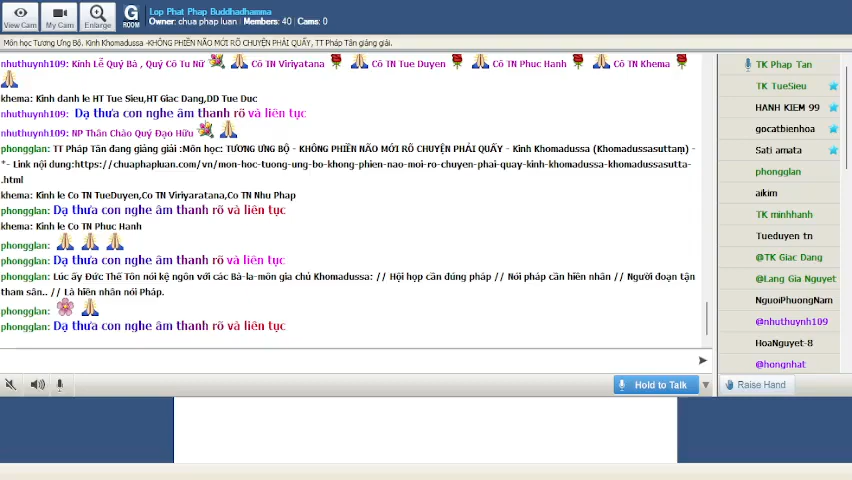 View Cam
My Cam
Enlarge
G
ROOM
Lop Phat Phap Buddhadhamma
Owner: chua phap luan / Members: 40 / Cams: 0
Môn học Tương Ưng Bộ. Kinh Khomadussa -KHÔNG PHIỀN NÃO MỚI RÕ CHUYỆN PHẢI QUẤY, TT Pháp Tân giảng giải.
nhuthuynh109: Kính Lễ Quý Bà , Quý Cô Tu Nữ Cô TN Viriyatana Cô TN Tue Duyen Cô TN Phuc Hanh Cô TN Khema
khema: Kinh danh le HT Tue Sieu,HT Giac Dang,DD Tue Duc
nhuthuynh109: Dạ thưa con nghe âm thanh rõ và liên tục
nhuthuynh109: NP Thân Chào Quý Đạo Hữu
phongglan: TT Pháp Tân đang giảng giải :Môn học: TƯƠNG ƯNG BỘ - KHÔNG PHIỀN NÃO MỚI RÕ CHUYỆN PHẢI QUẤY - Kinh Khomadussa (Khomadussasuttaṃ) -
*- Link nội dung:https://chuaphapluan.com/vn/mon-hoc-tuong-ung-bo-khong-phien-nao-moi-ro-chuyen-phai-quay-kinh-khomadussa-khomadussasutta-
.html
khema: Kinh le Co TN TueDuyen,Co TN Viriyaratana,Co TN Nhu Phap
phongglan: Dạ thưa con nghe âm thanh rõ và liên tục
khema: Kinh le Co TN Phuc Hanh
phongglan:
phongglan: Dạ thưa con nghe âm thanh rõ và liên tục
phongglan: Lúc ấy Đức Thế Tôn nói kệ ngôn với các Bà-la-môn gia chủ Khomadussa: // Hội họp cần đúng pháp // Nói pháp cần hiền nhân // Người đoạn tận
tham sân.. // Là hiền nhân nói Pháp.
phongglan:
phongglan: Dạ thưa con nghe âm thanh rõ và liên tục
Hold to Talk
TK Phap Tan
TK TueSieu
HANH KIEM 99
gocatbienhoa
Sati amata
phongglan
aikim
TK minhhanh
Tueduyen tn
@TK Giac Dang
@Lang Gia Nguyet
NguoiPhuongNam
@nhuthuynh109
HoaNguyet-8
@hongnhat
Raise Hand